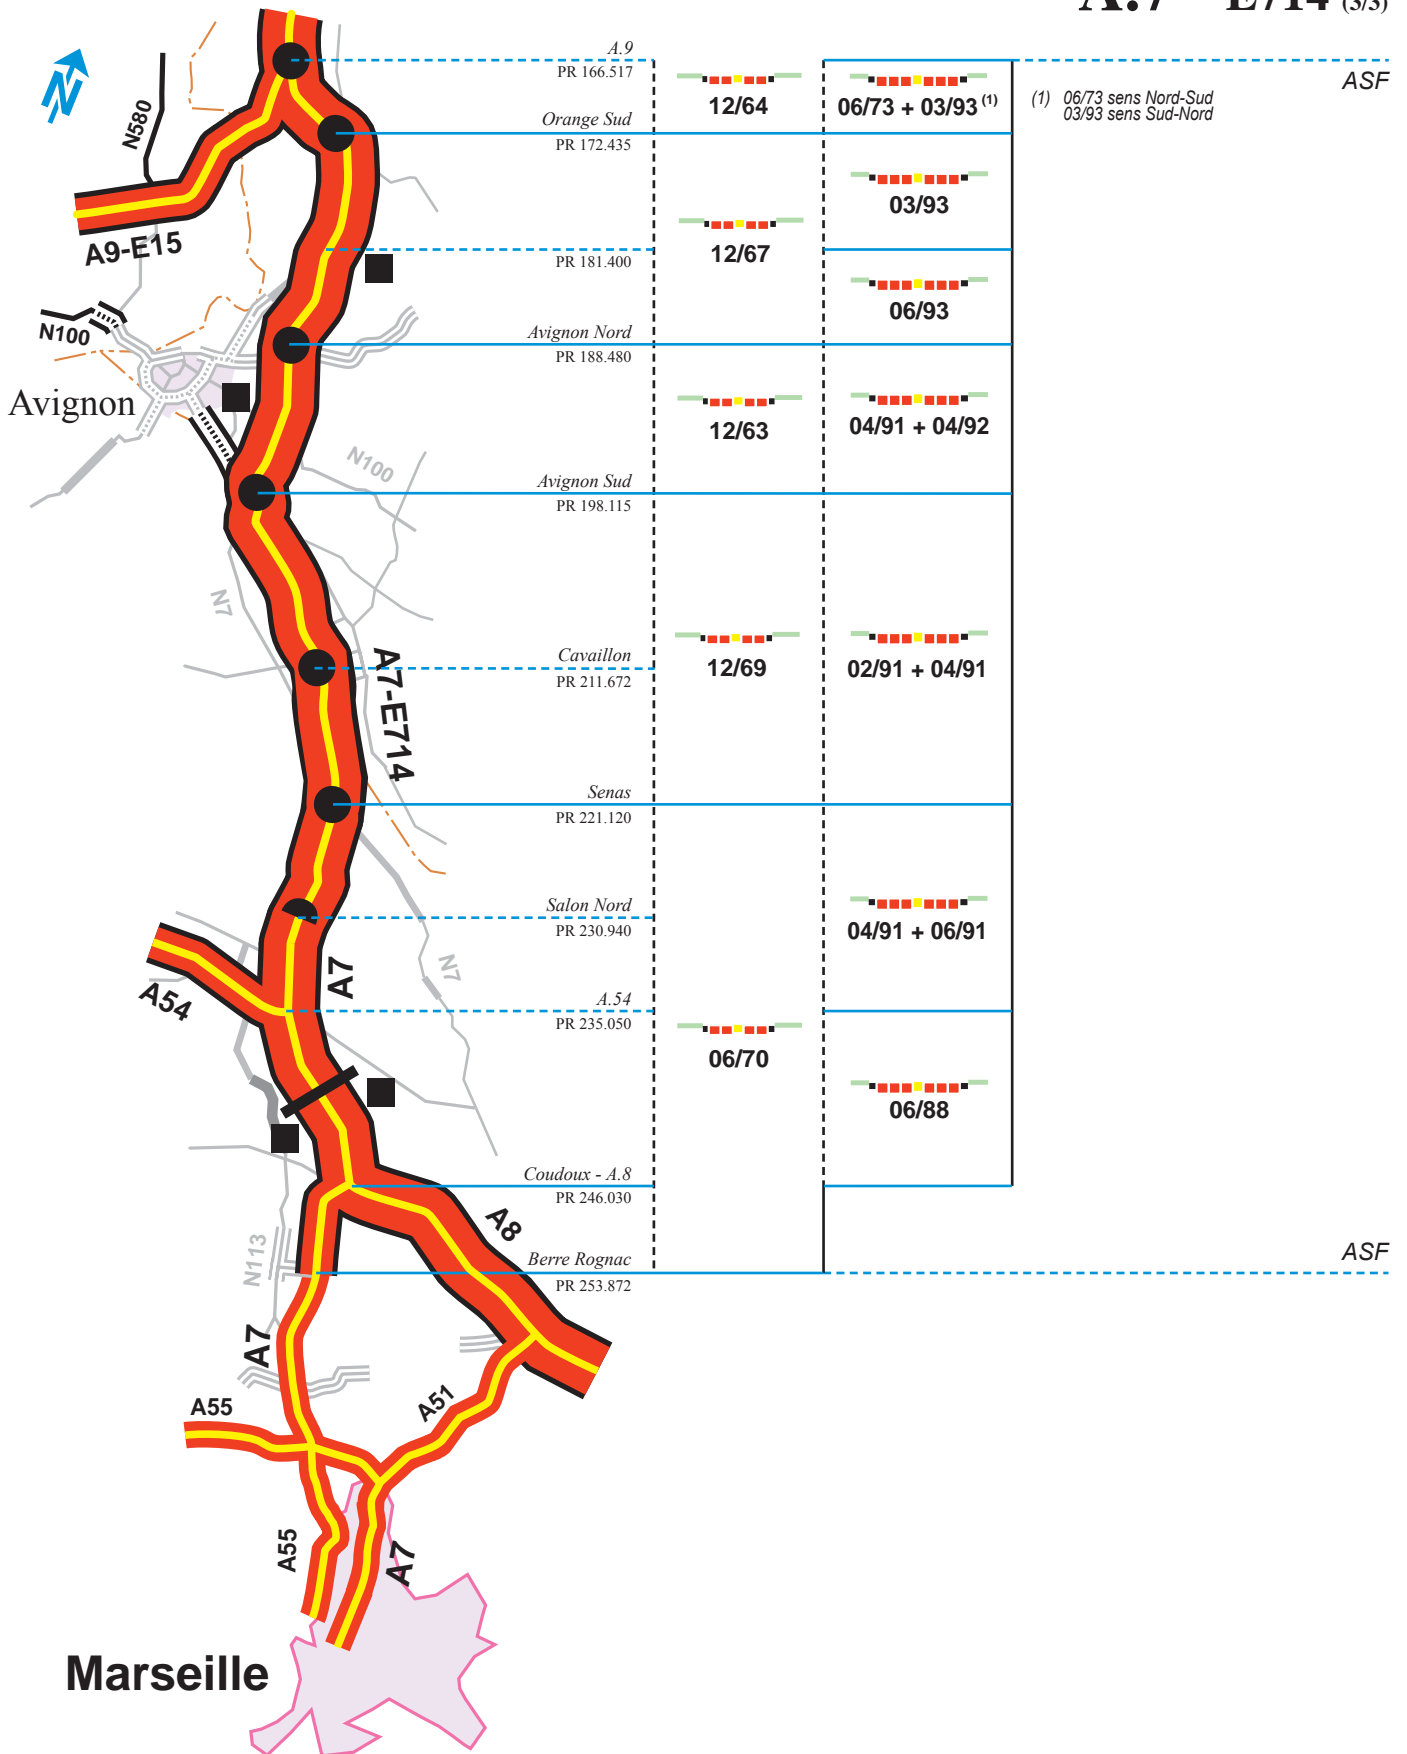 A.7 E714 (3/3)
A.9
PR 166.517
12/64
06/73 + 03/93 (1)
(1) 06/73 sens Nord-Sud
03/93 sens Sud-Nord
ASF
N
N580
Orange Sud
PR 172.435
03/93
A9-E15
12/67
PR 181.400
06/93
N100
Avignon Nord
PR 188.480
Avignon
12/63
04/91 + 04/92
N100
Avignon Sud
PR 198.115
N7
A7-E714
Cavaillon
PR 211.672
12/69
02/91 + 04/91
Senas
PR 221.120
Salon Nord
PR 230.940
04/91 + 06/91
A7
N7
A54
A.54
PR 235.050
06/70
06/88
Coudoux - A.8
PR 246.030
A8
N113
Berre Rognac
PR 253.872
ASF
A7
A55
A51
A55
A7
Marseille